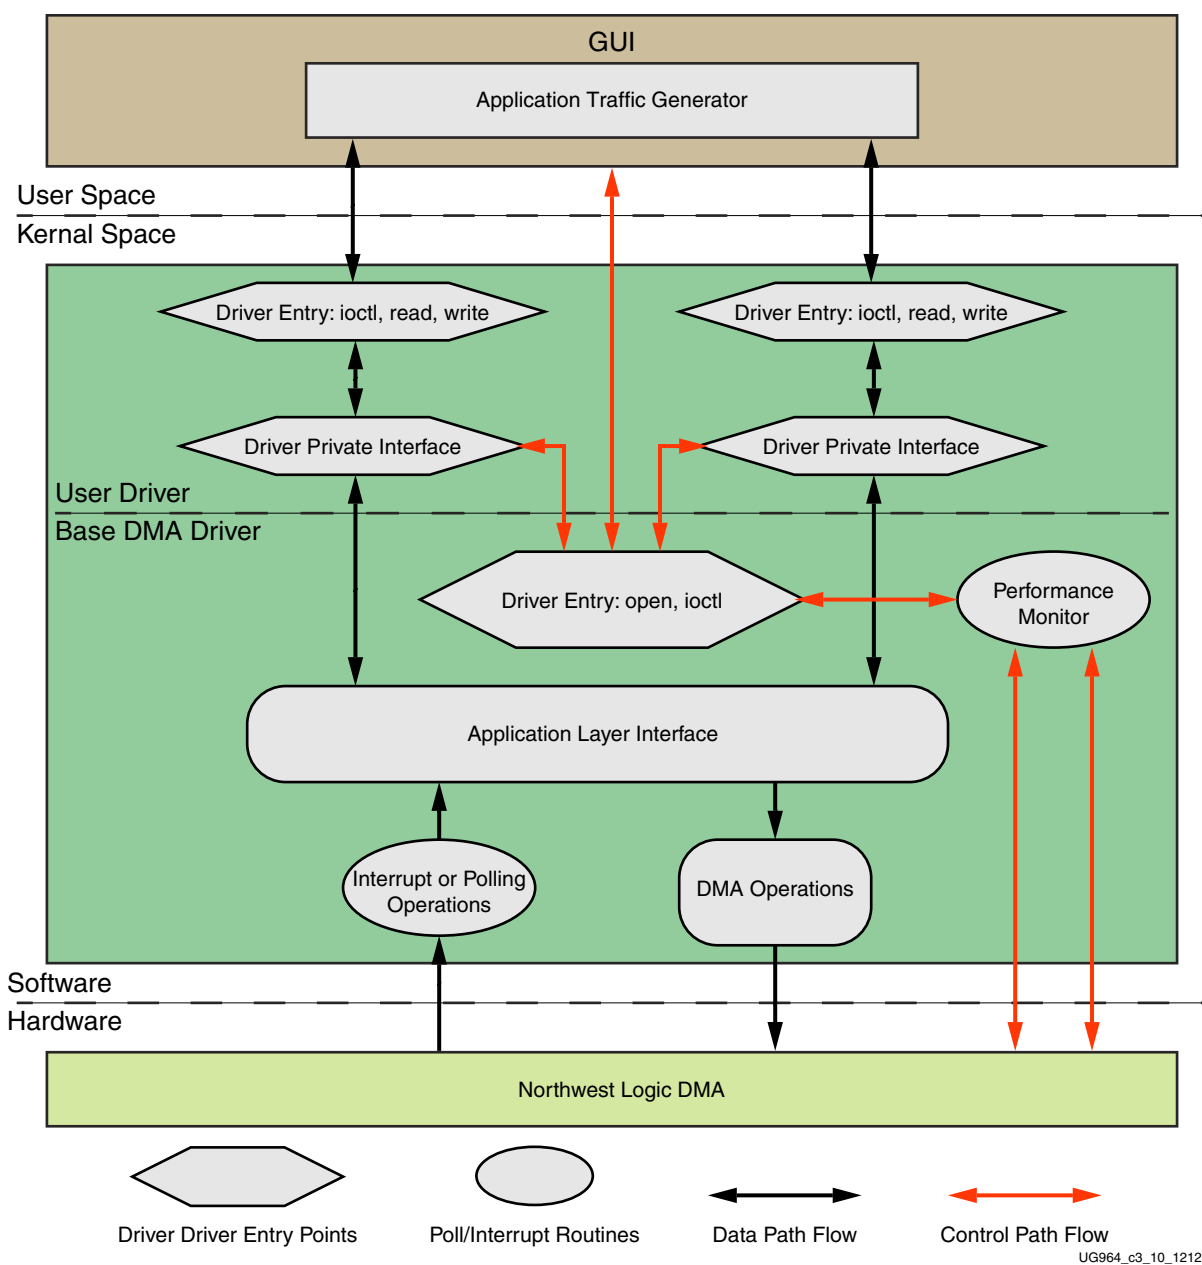 GUI
Application Traffic Generator
User Space
Kernal Space
Driver Entry: ioctl, read, write
Driver Entry: ioctl, read, write
Driver Private Interface
Driver Private Interface
User Driver
Base DMA Driver
Driver Entry: open, ioctl
Performance
Monitor
Application Layer Interface
Interrupt or Polling
Operations
DMA Operations
Software
Hardware
Northwest Logic DMA
Driver Driver Entry Points
Poll/Interrupt Routines
Data Path Flow
Control Path Flow
UG964_c3_10_1212